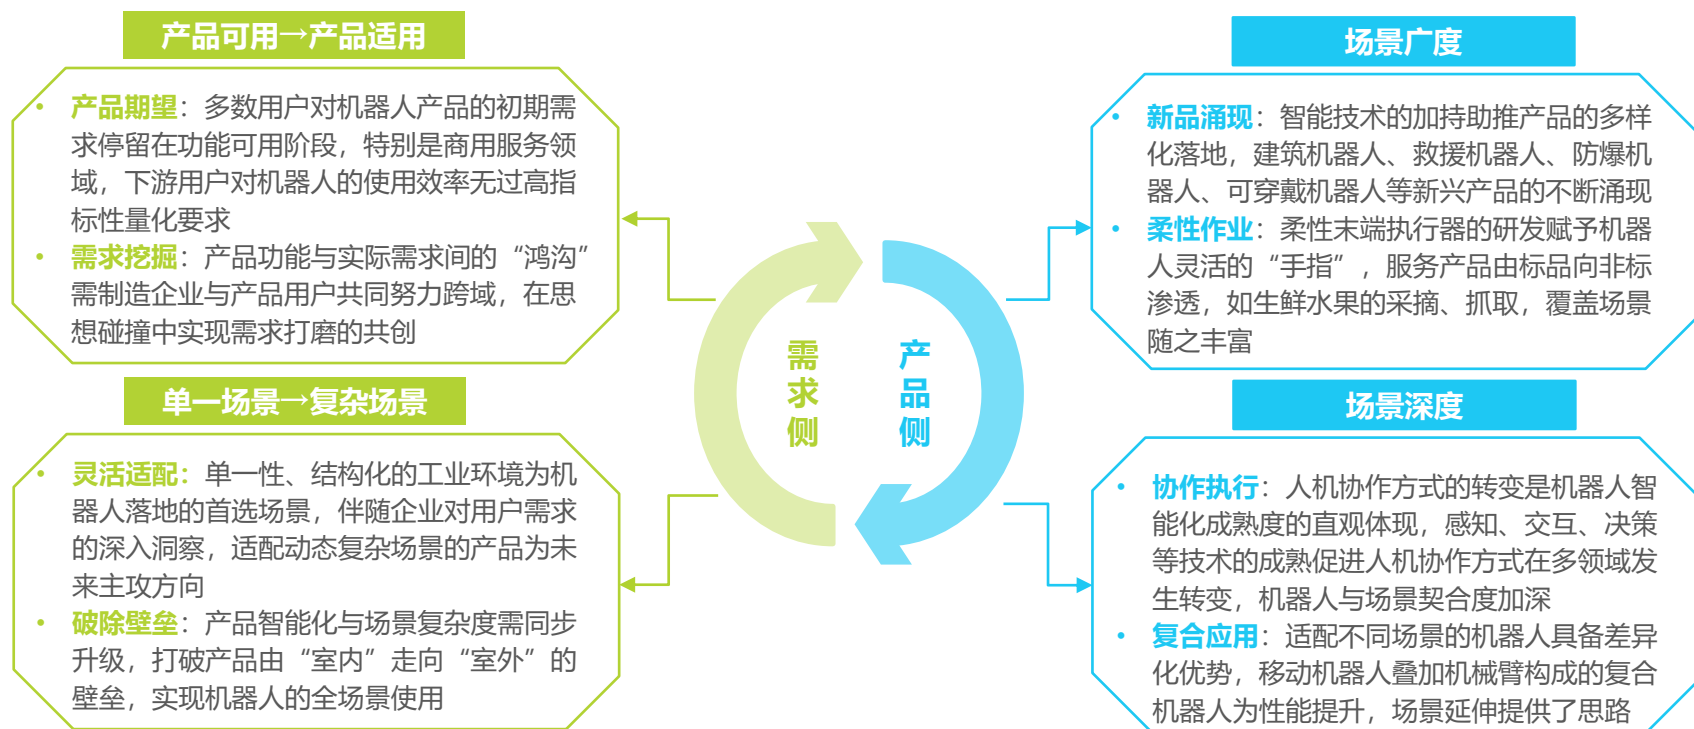 产品可用→产品适用
• 产品期望：多数用户对机器人产品的初期需
求停留在功能可用阶段，特别是商用服务领
域，下游用户对机器人的使用效率无过高指
标性量化要求
• 需求挖掘：产品功能与实际需求间的“鸿沟”
需制造企业与产品用户共同努力跨域，在思
想碰撞中实现需求打磨的共创
单一场景→复杂场景
• 灵活适配：单一性、结构化的工业环境为机
器人落地的首选场景，伴随企业对用户需求
的深入洞察，适配动态复杂场景的产品为未
来主攻方向
• 破除壁垒：产品智能化与场景复杂度需同步
升级，打破产品由“室内”走向“室外”的
壁垒，实现机器人的全场景使用
需求侧
产品侧
场景广度
• 新品涌现：智能技术的加持助推产品的多样
化落地，建筑机器人、救援机器人、防爆机
器人、可穿戴机器人等新兴产品的不断涌现
• 柔性作业：柔性末端执行器的研发赋予机器
人灵活的“手指”，服务产品由标品向非标
渗透，如生鲜水果的采摘、抓取，覆盖场景
随之丰富
场景深度
• 协作执行：人机协作方式的转变是机器人智
能化成熟度的直观体现，感知、交互、决策
等技术的成熟促进人机协作方式在多领域发
生转变，机器人与场景契合度加深
• 复合应用：适配不同场景的机器人具备差异
化优势，移动机器人叠加机械臂构成的复合
机器人为性能提升，场景延伸提供了思路